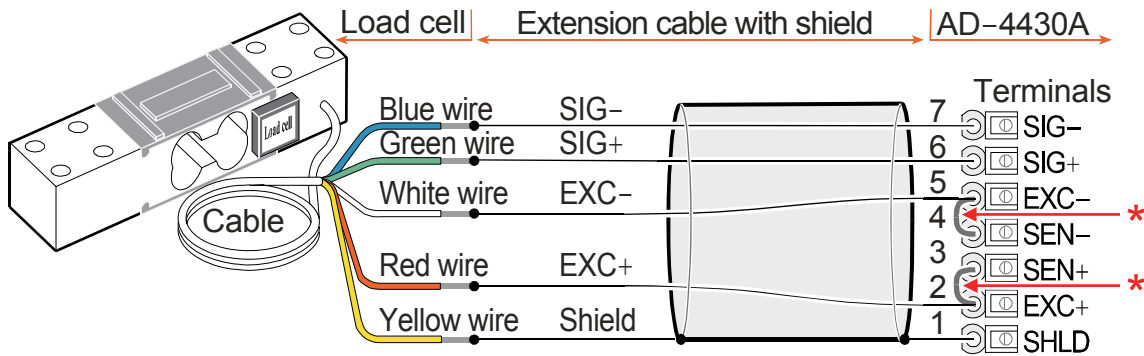 Load cell Extension cable with shield AD-4430A
Terminals
Blue wire SIG- 7 SIG-
Green wire SIG+ 6 SIG+
White wire EXC- 5 EXC-
4 SEN- *
Cable
3 SEN+
Red wire EXC+ 2 EXC+ *
Yellow wire Shield 1 SHLD
Load cell